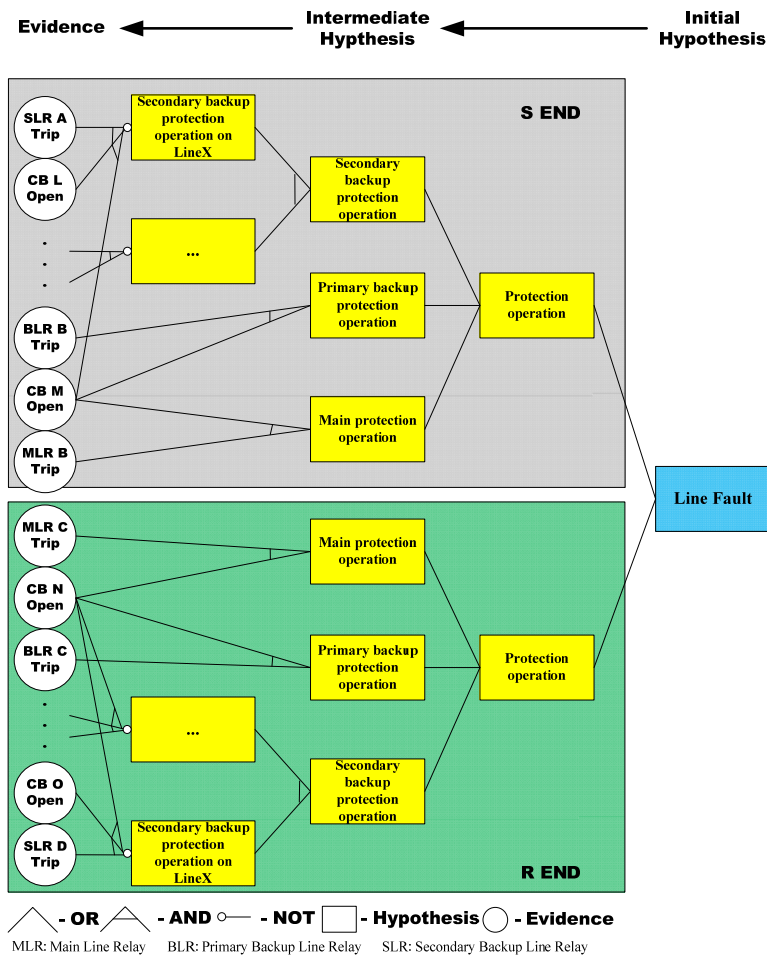 Evidence
Intermediate
Hypthesis
Initial
Hypothesis
S END
SLR A
Trip
CB L
Open
.
.
.
BLR B
Trip
CB M
Open
MLR B
Trip
Secondary backup
protection
operation on
LineX
...
Secondary
backup
protection
operation
Primary backup
protection
operation
Main protection
operation
Protection
operation
Line Fault
MLR C
Trip
CB N
Open
BLR C
Trip
.
.
.
CB O
Open
SLR D
Trip
Main protection
operation
Primary backup
protection
operation
...
Secondary
backup
protection
operation
Secondary backup
protection
operation on
LineX
Protection
operation
R END
- OR - AND - NOT - Hypothesis - Evidence
MLR: Main Line Relay BLR: Primary Backup Line Relay SLR: Secondary Backup Line Relay